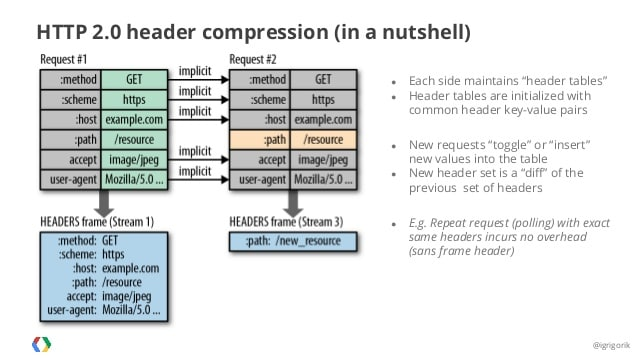 HTTP 2.0 header compression (in a nutshell)
Request #1
:method GET
:scheme https
:host example.com
:path /resource
accept image/jpeg
user-agent Mozilla/5.0 ...
implicit
implicit
implicit
implicit
implicit
Request #2
:method GET
:scheme https
:host example.com
:path /resource
accept image/jpeg
user-agent Mozilla/5.0 ...
HEADERS frame (Stream 1)
:method: GET
:scheme: https
:host: example.com
:path: /resource
accept: image/jpeg
user-agent: Mozilla/5.0 ...
HEADERS frame (Stream 3)
:path: /new_resource
● Each side maintains “header tables”
● Header tables are initialized with
common header key-value pairs
● New requests “toggle” or “insert”
new values into the table
● New header set is a “diff” of the
previous set of headers
● E.g. Repeat request (polling) with exact
same headers incurs no overhead
(sans frame header)
@igrigorik